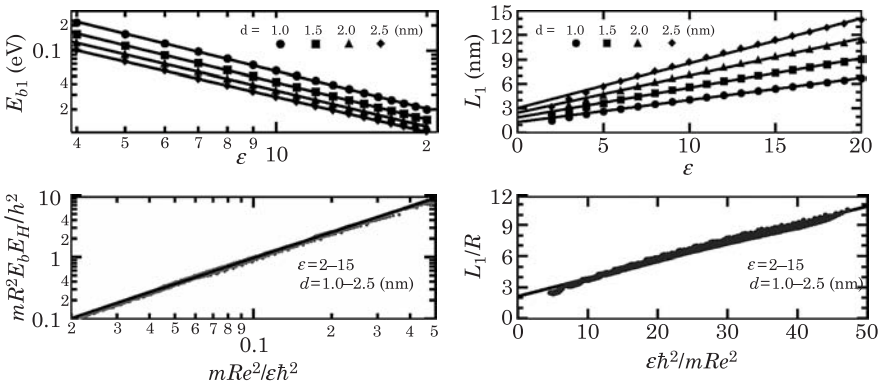 d = 1.0 1.5 2.0 2.5 (nm)
E_{b1} (eV)
2
0.1
4
2
4 5 6 7 8 9 10 2
ε
d = 1.0 1.5 2.0 2.5 (nm)
L_1 (nm)
15
12
9
6
3
0
0 5 10 15 20
ε
mR^2E_bE_H/h^2
10
4
2
1
4
2
0.1
ε=2–15
d=1.0–2.5 (nm)
2 3 4 5 6 7 8 9 0.1 2 3 4 5
mRe^2/εħ^2
L_1/R
12
9
6
3
0
ε=2–15
d=1.0–2.5 (nm)
0 10 20 30 40 50
εħ^2/mRe^2